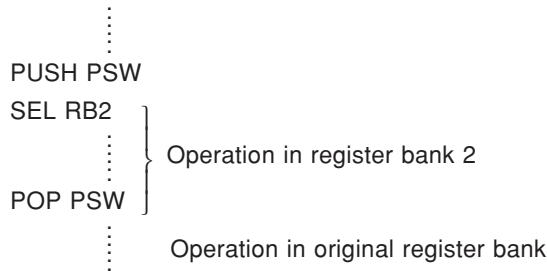 PUSH PSW
SEL RB2
Operation in register bank 2
POP PSW
Operation in original register bank